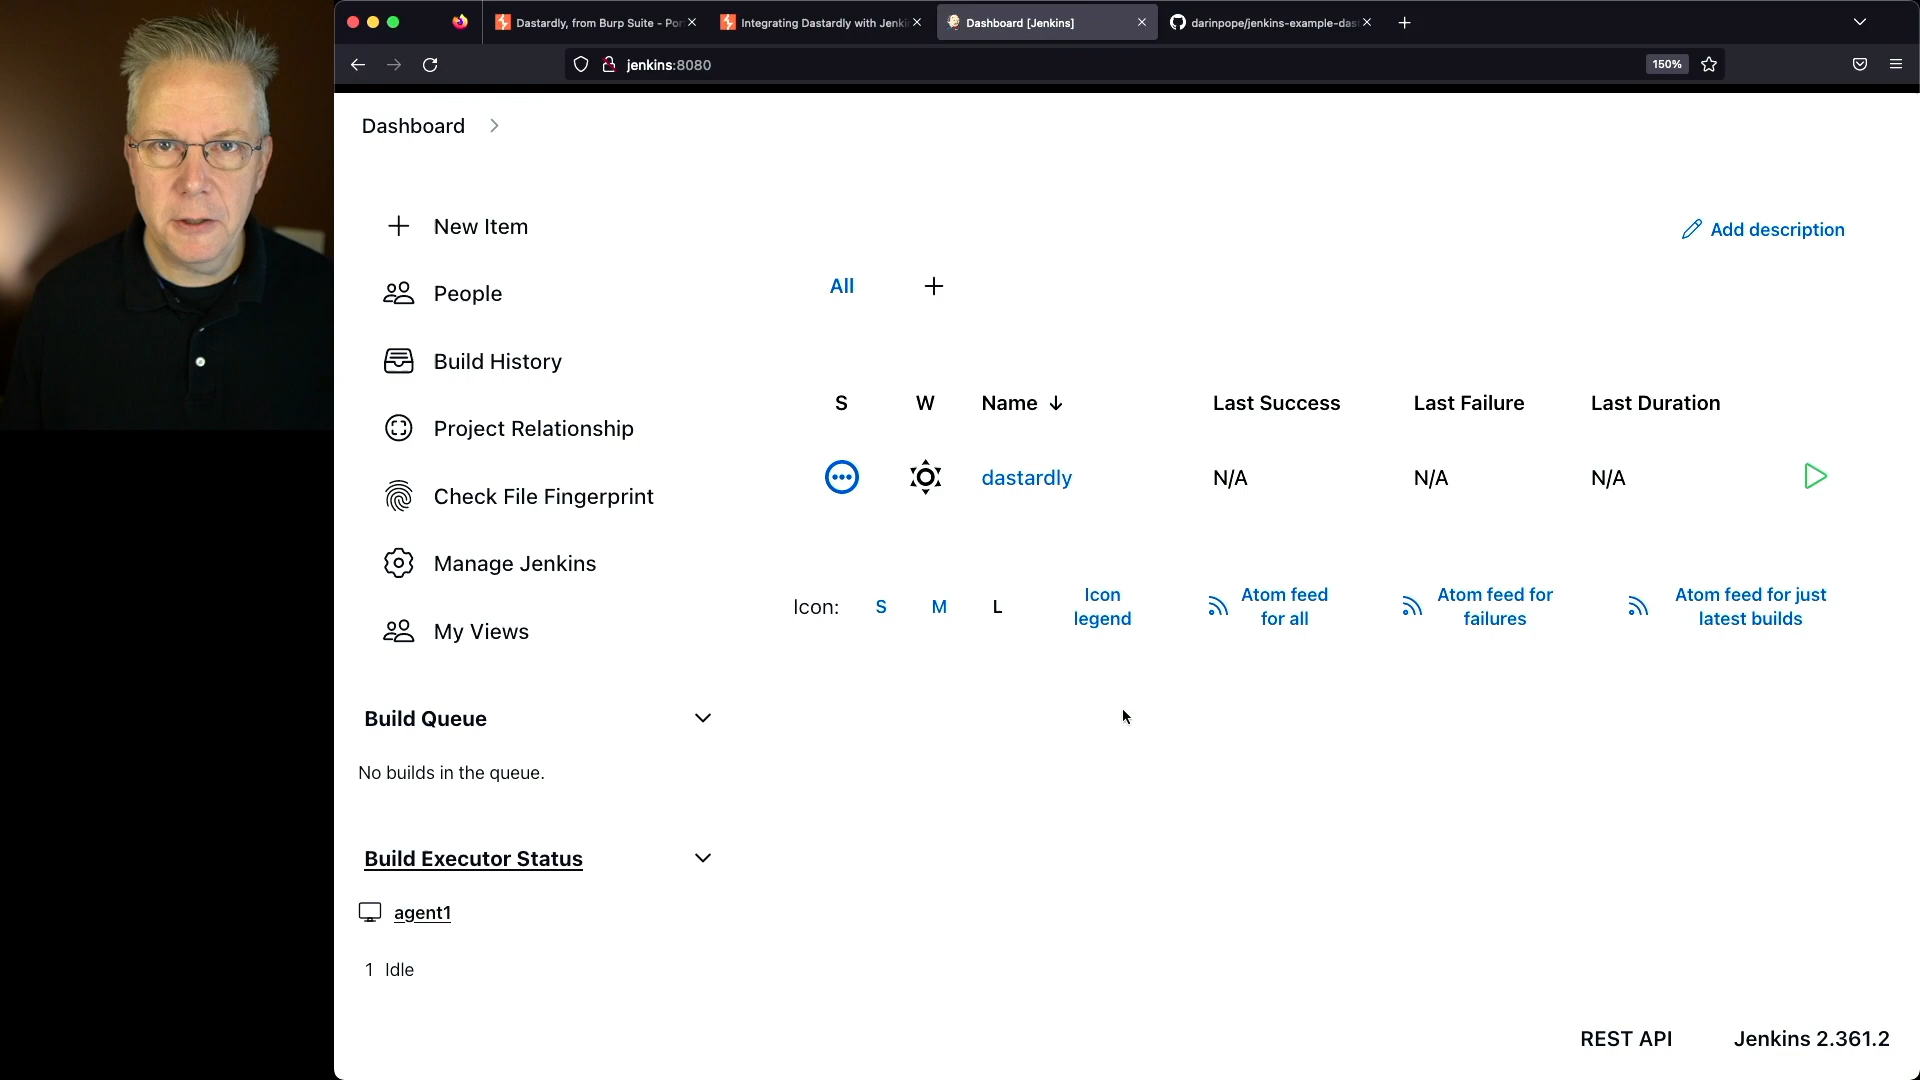 Dastardly, from Burp Suite - Por
Integrating Dastardly with Jenki
Dashboard [Jenkins]
darinpope/jenkins-example-das
jenkins:8080
150%
Dashboard
New Item
People
Build History
Project Relationship
Check File Fingerprint
Manage Jenkins
My Views
Add description
All
S W Name Last Success Last Failure Last Duration
dastardly N/A N/A N/A
Icon: S M L
Icon
legend
Atom feed
for all
Atom feed for
failures
Atom feed for just
latest builds
Build Queue
No builds in the queue.
Build Executor Status
agent1
1 Idle
REST API
Jenkins 2.361.2